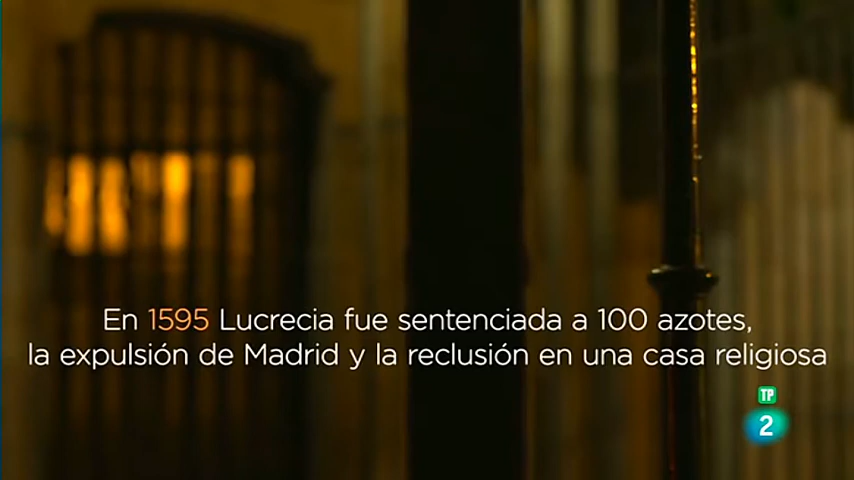 En 1595 Lucrecia fue sentenciada a 100 azotes,
la expulsión de Madrid y la reclusión en una casa religiosa
TP
2